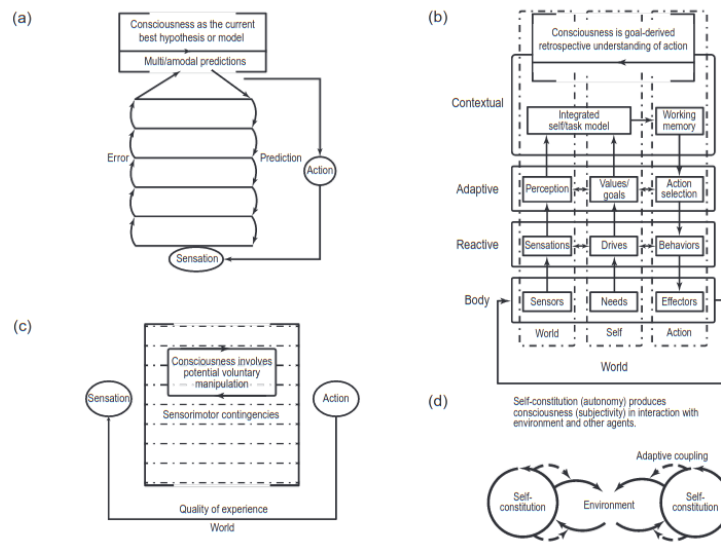 (a)
Consciousness as the current
best hypothesis or model
Multi/amodal predictions
Error
Prediction
Action
Sensation
(b)
Consciousness is goal-derived
retrospective understanding of action
Contextual
Integrated
self/task model
Working
memory
Adaptive
Perception
Values/
goals
Action
selection
Reactive
Sensations
Drives
Behaviors
Body
Sensors
Needs
Effectors
World
Self
Action
World
(c)
Consciousness involves
potential voluntary
manipulation
Sensation
Action
Sensorimotor contingencies
Quality of experience
World
(d)
Self-constitution (autonomy) produces
consciousness (subjectivity) in interaction with
environment and other agents.
Adaptive coupling
Self-
constitution
Environment
Self-
constitution